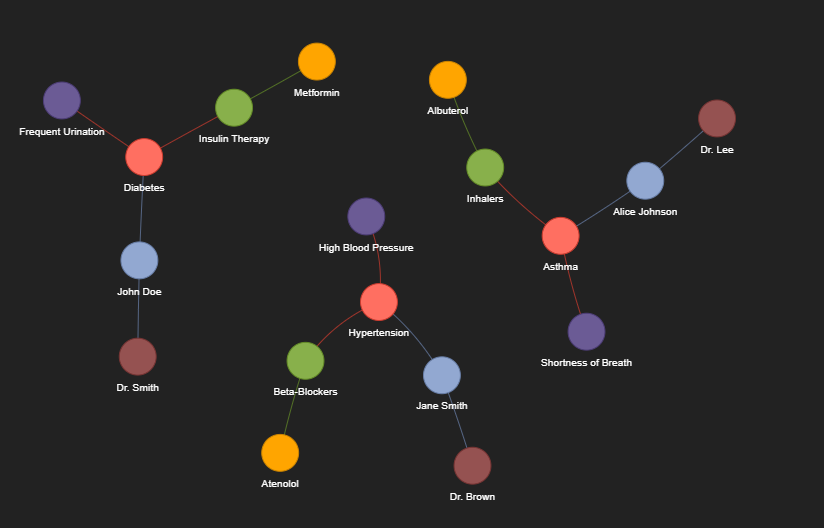 Metformin
Albuterol
Frequent Urination
Insulin Therapy
Dr. Lee
Diabetes
Inhalers
Alice Johnson
High Blood Pressure
Asthma
John Doe
Hypertension
Shortness of Breath
Dr. Smith
Beta-Blockers
Jane Smith
Atenolol
Dr. Brown